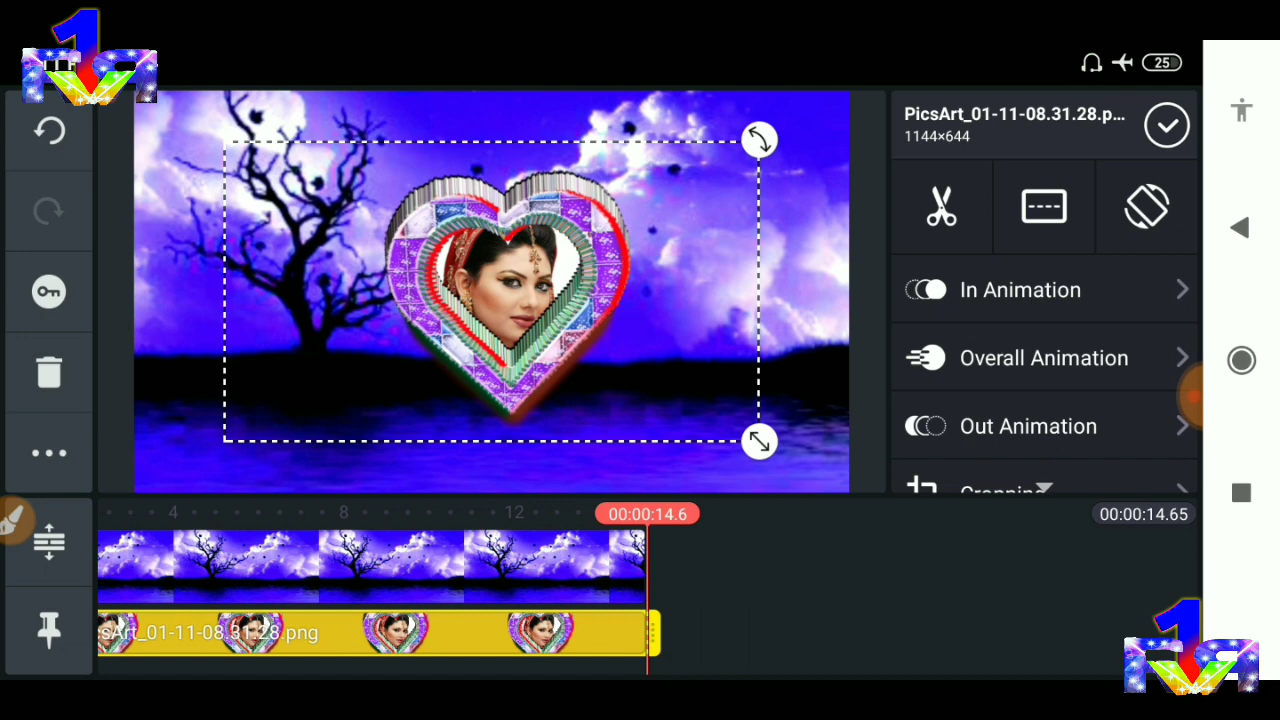 25
PicsArt_01-11-08.31.28.p...
1144×644
In Animation
Overall Animation
Out Animation
Cropping
4 8 12
00:00:14.6
00:00:14.65
sArt_01-11-08.31.28.png